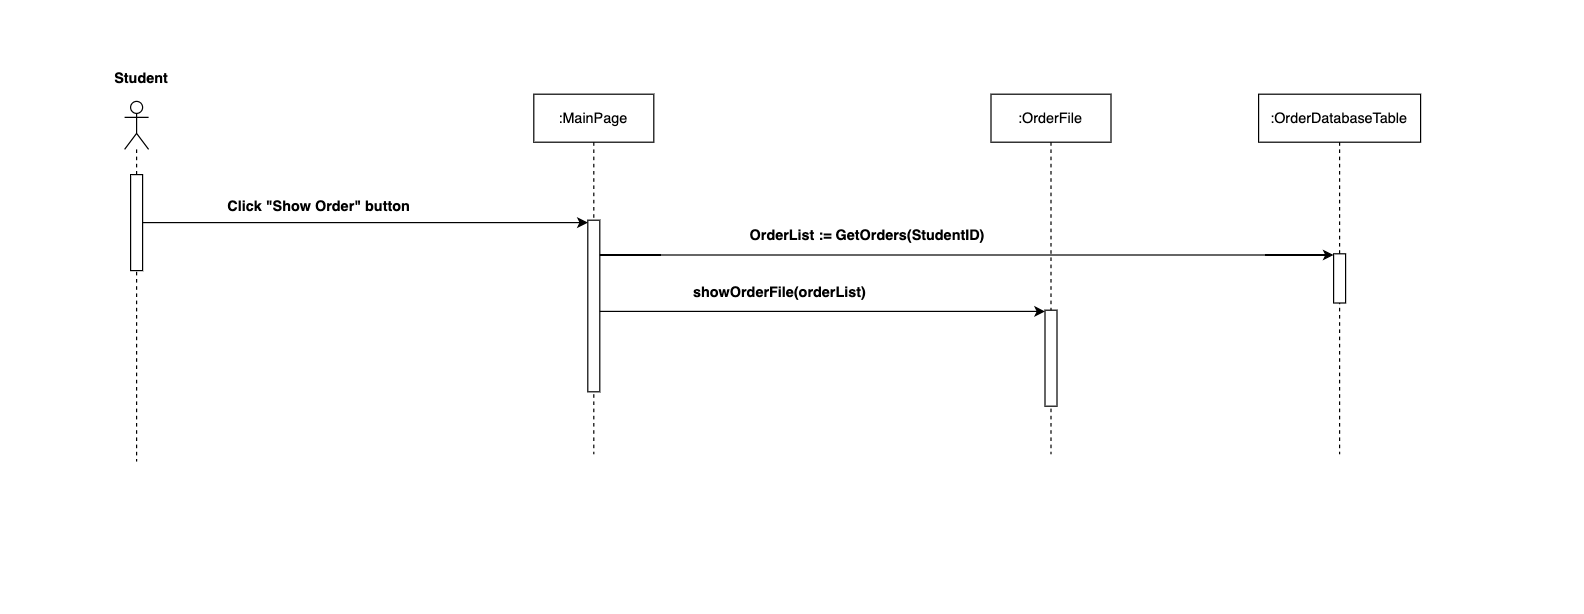 Student
:MainPage
:OrderFile
:OrderDatabaseTable
Click "Show Order" button
OrderList := GetOrders(StudentID)
showOrderFile(orderList)